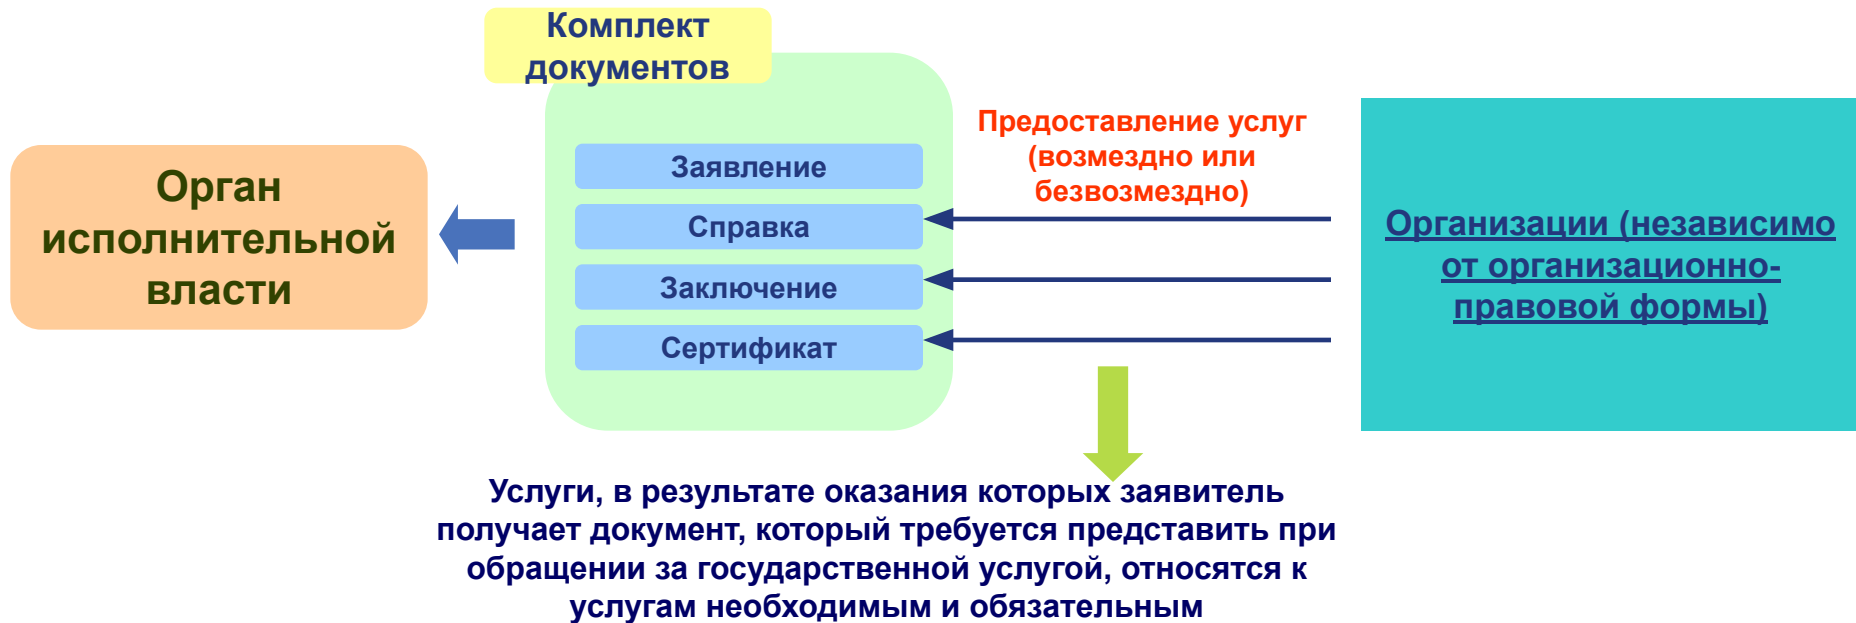 Комплект
документов
Орган
исполнительной
власти
Заявление
Справка
Заключение
Сертификат
Предоставление услуг
(возмездно или
безвозмездно)
Организации (независимо
от организационно-
правовой формы)
Услуги, в результате оказания которых заявитель
получает документ, который требуется представить при
обращении за государственной услугой, относятся к
услугам необходимым и обязательным